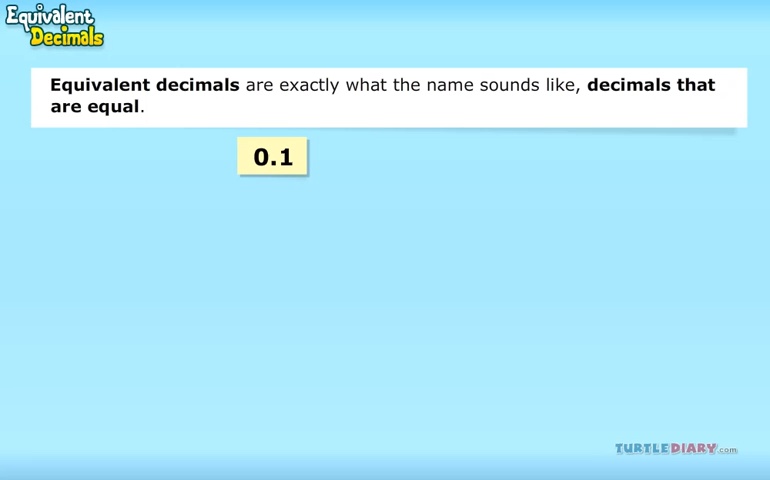 Equivalent
Decimals
Equivalent decimals are exactly what the name sounds like, decimals that
are equal.
0.1
TURTLEDIARY.com